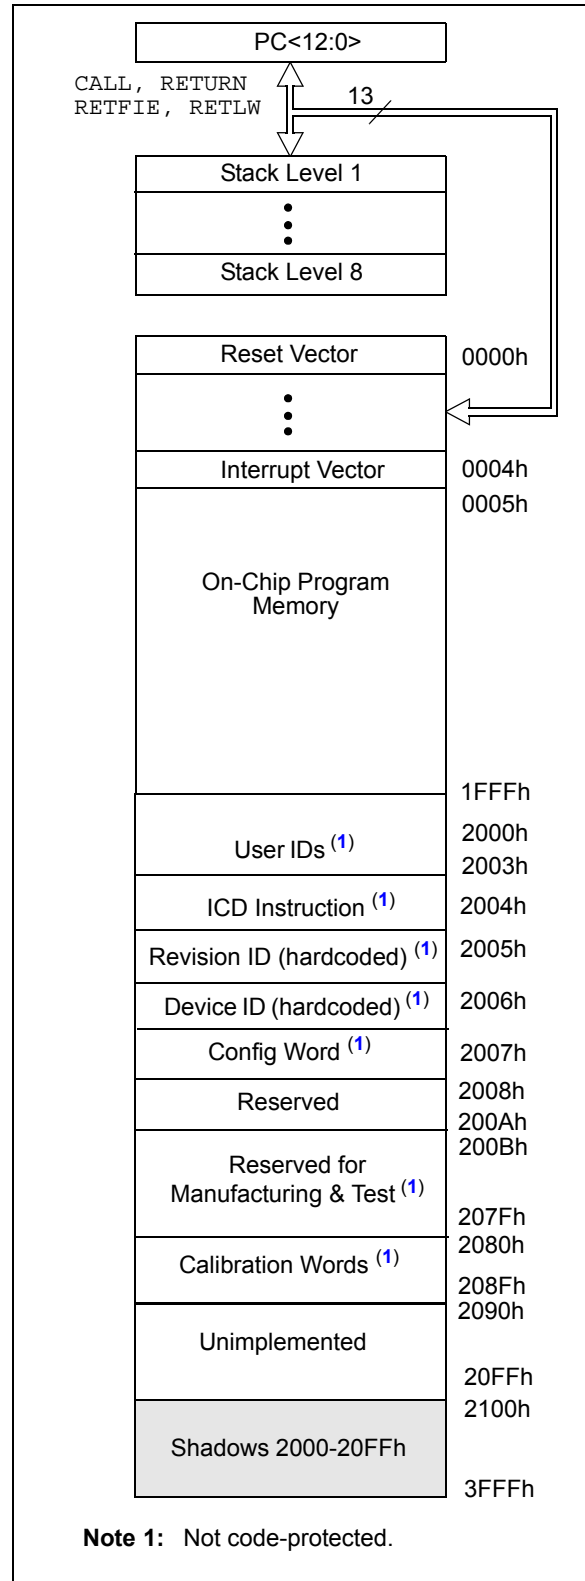 PC<12:0>
CALL, RETURN
RETFIE, RETLW
13
Stack Level 1
Stack Level 8
Reset Vector
0000h
Interrupt Vector
0004h
0005h
On-Chip Program
Memory
1FFFh
2000h
User IDs (1)
2003h
ICD Instruction (1)
2004h
Revision ID (hardcoded) (1)
2005h
Device ID (hardcoded) (1)
2006h
Config Word (1)
2007h
2008h
Reserved
200Ah
200Bh
Reserved for
Manufacturing & Test (1)
207Fh
2080h
Calibration Words (1)
208Fh
2090h
Unimplemented
20FFh
2100h
Shadows 2000-20FFh
3FFFh
Note 1: Not code-protected.